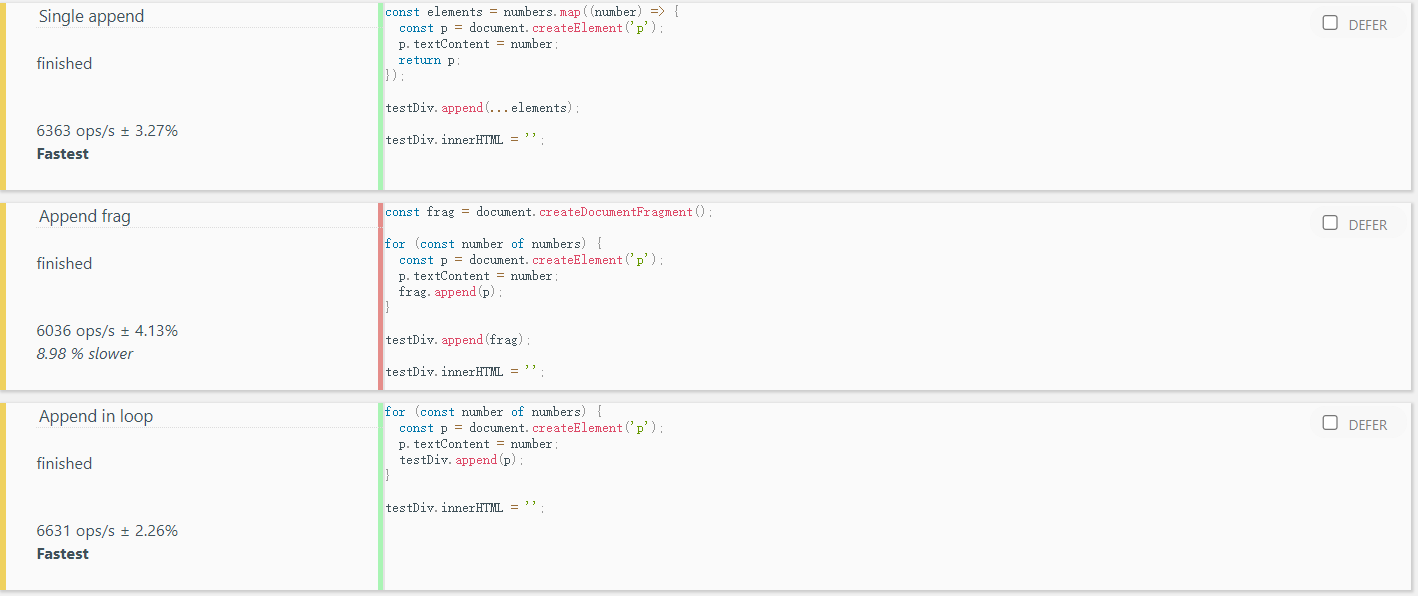 Single append
finished
6363 ops/s ± 3.27%
Fastest
const elements = numbers.map((number) => {
  const p = document.createElement('p');
  p.textContent = number;
  return p;
});

testDiv.append(...elements);

testDiv.innerHTML = '';
DEFER
Append frag
finished
6036 ops/s ± 4.13%
8.98 % slower
const frag = document.createDocumentFragment();

for (const number of numbers) {
  const p = document.createElement('p');
  p.textContent = number;
  frag.append(p);
}

testDiv.append(frag);

testDiv.innerHTML = '';
DEFER
Append in loop
finished
6631 ops/s ± 2.26%
Fastest
for (const number of numbers) {
  const p = document.createElement('p');
  p.textContent = number;
  testDiv.append(p);
}

testDiv.innerHTML = '';
DEFER